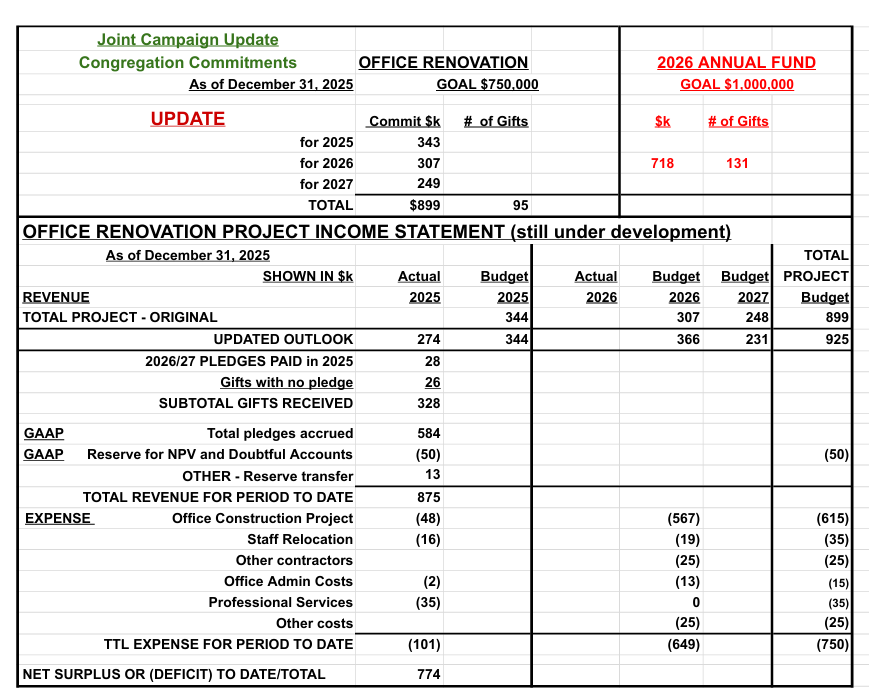 Joint Campaign Update
Congregation Commitments OFFICE RENOVATION 2026 ANNUAL FUND
As of December 31, 2025 GOAL $750,000 GOAL $1,000,000
UPDATE Commit $k # of Gifts $k # of Gifts
for 2025 343
for 2026 307 718 131
for 2027 249
TOTAL $899 95
OFFICE RENOVATION PROJECT INCOME STATEMENT (still under development)
As of December 31, 2025 TOTAL
SHOWN IN $k Actual Budget Actual Budget Budget PROJECT
REVENUE 2025 2025 2026 2026 2027 Budget
TOTAL PROJECT - ORIGINAL 344 307 248 899
UPDATED OUTLOOK 274 344 366 231 925
2026/27 PLEDGES PAID in 2025 28
Gifts with no pledge 26
SUBTOTAL GIFTS RECEIVED 328
GAAP Total pledges accrued 584
GAAP Reserve for NPV and Doubtful Accounts (50) (50)
OTHER - Reserve transfer 13
TOTAL REVENUE FOR PERIOD TO DATE 875
EXPENSE Office Construction Project (48) (567) (615)
Staff Relocation (16) (19) (35)
Other contractors (25) (25)
Office Admin Costs (2) (13) (15)
Professional Services (35) 0 (35)
Other costs (25) (25)
TTL EXPENSE FOR PERIOD TO DATE (101) (649) (750)
NET SURPLUS OR (DEFICIT) TO DATE/TOTAL 774